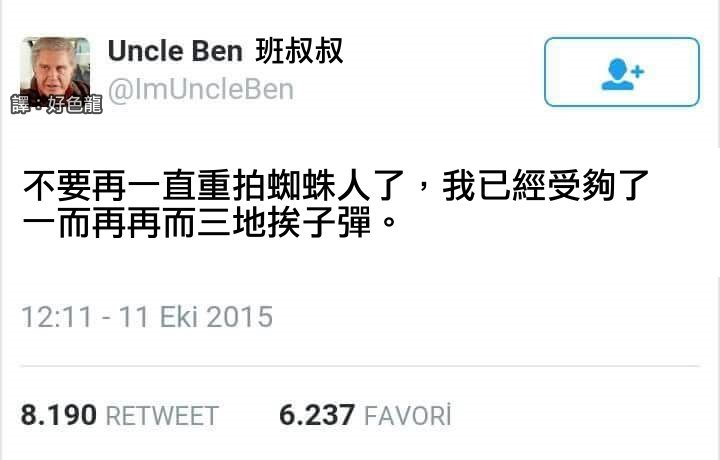 Uncle Ben 班叔叔
@ImUncleBen
譯：好色龍
不要再一直重拍蜘蛛人了，我已經受夠了
一而再再而三地挨子彈。
12:11 - 11 Eki 2015
8.190 RETWEET 6.237 FAVORİ